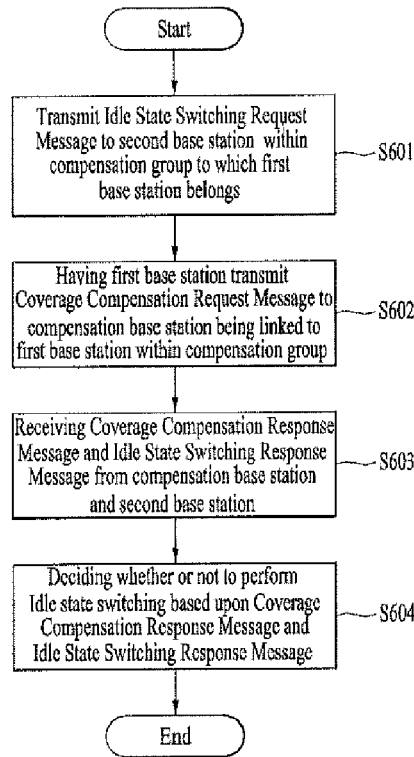 Start
Transmit Idle State Switching Request
Message to second base station within
compensation group to which first
base station belongs
S601
Having first base station transmit
Coverage Compensation Request Message to
compensation base station being linked to
first base station within compensation group
S602
Receiving Coverage Compensation Response
Message and Idle State Switching Response
Message from compensation base station
and second base station
S603
Deciding whether or not to perform
Idle state switching based upon Coverage
Compensation Response Message and
Idle State Switching Response Message
S604
End